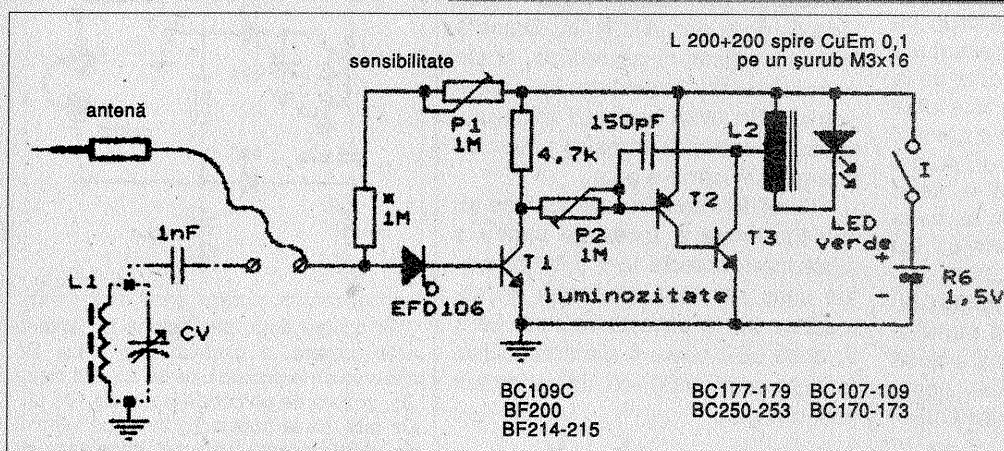 L 200+200 spire CuEm 0,1
pe un șurub M3x16
sensibilitate
antenă
P1
1M
150pF
L2
4,7k
*
1M
I
T2
P2
1M
T3
LED
verde
+
1nF
T1
R6
1,5V
-
L1
luminozitate
EFD106
CV
BC109C
BF200
BF214-215
BC177-179
BC250-253
BC107-109
BC170-173